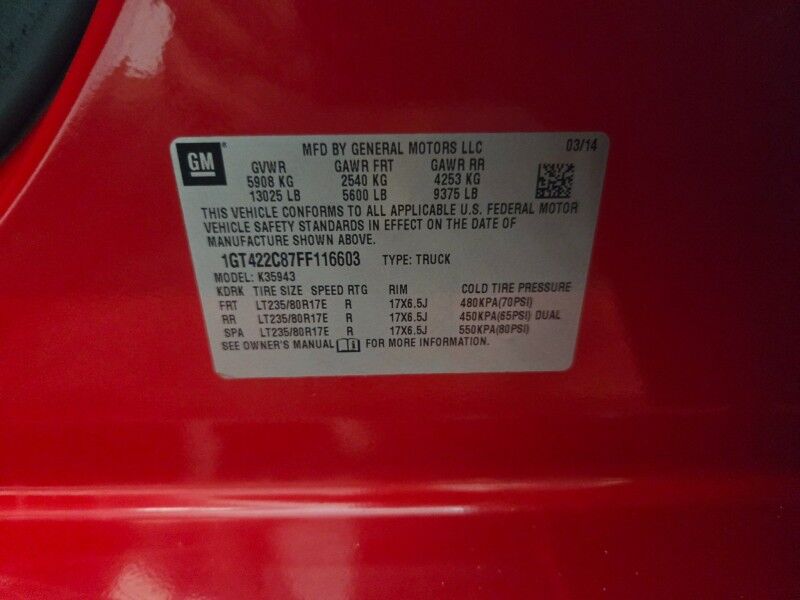 GM
MFD BY GENERAL MOTORS LLC 03/14
GVWR GAWR FRT GAWR RR
5908 KG 2540 KG 4253 KG
13025 LB 5600 LB 9375 LB
THIS VEHICLE CONFORMS TO ALL APPLICABLE U.S. FEDERAL MOTOR
VEHICLE SAFETY STANDARDS IN EFFECT ON THE DATE OF
MANUFACTURE SHOWN ABOVE.
1GT422C87FF116603 TYPE: TRUCK
MODEL: K35943
KDRK TIRE SIZE SPEED RTG RIM COLD TIRE PRESSURE
FRT LT235/80R17E R 17X6.5J 480KPA(70PSI)
RR LT235/80R17E R 17X6.5J 450KPA(65PSI) DUAL
SPA LT235/80R17E R 17X6.5J 550KPA(80PSI)
SEE OWNER'S MANUAL FOR MORE INFORMATION.